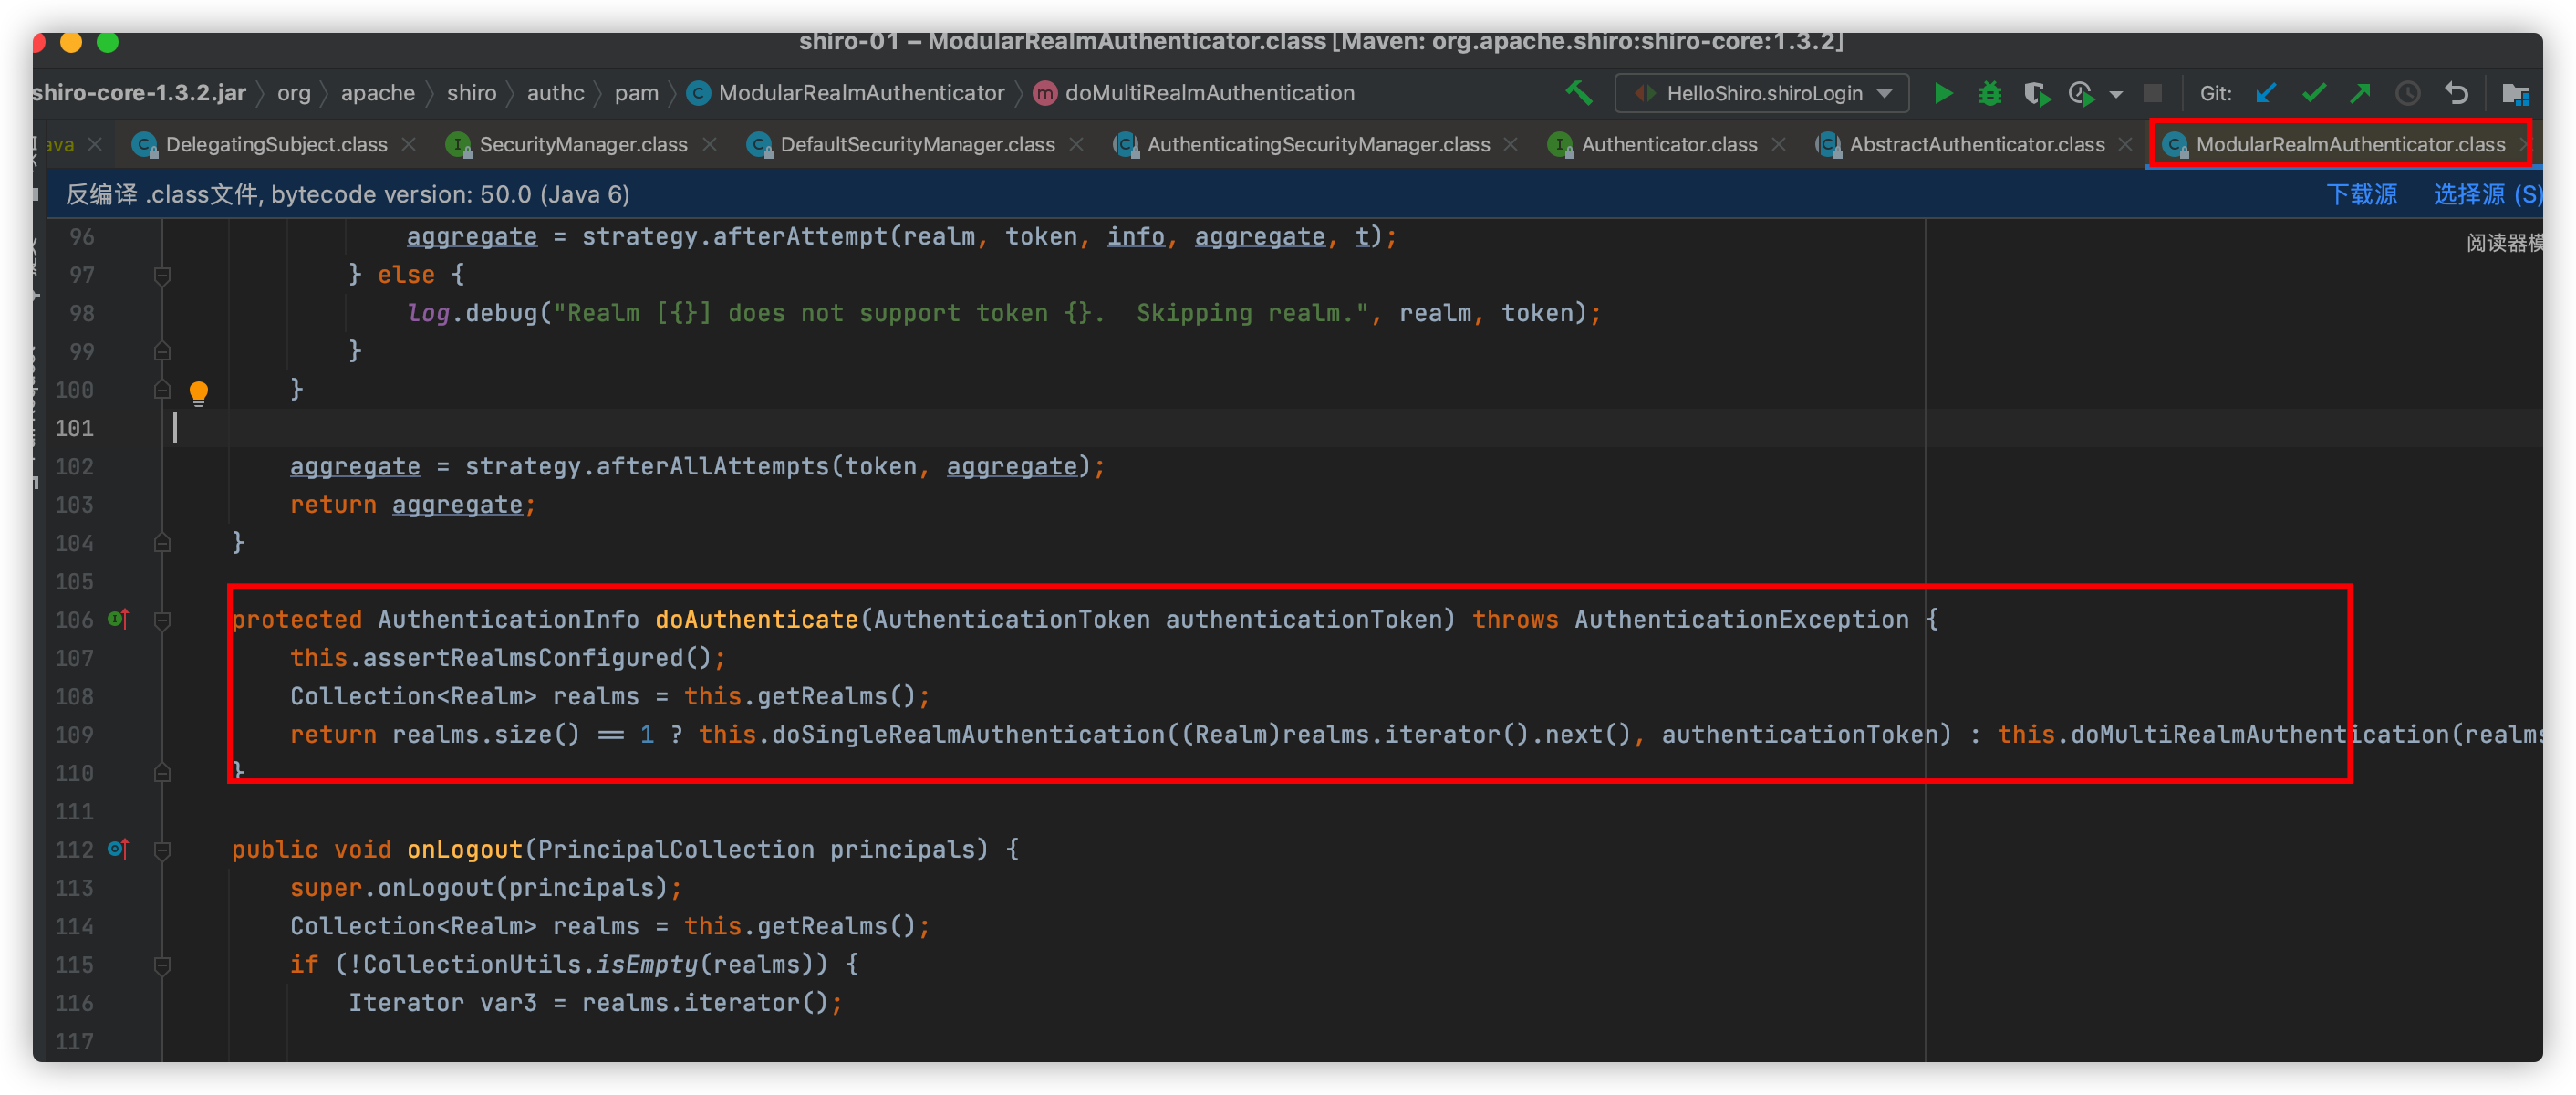 shiro-01 – ModularRealmAuthenticator.class [Maven: org.apache.shiro:shiro-core:1.3.2]
shiro-core-1.3.2.jar org apache shiro authc pam ModularRealmAuthenticator doMultiRealmAuthentication HelloShiro.shiroLogin Git:
ava DelegatingSubject.class SecurityManager.class DefaultSecurityManager.class AuthenticatingSecurityManager.class Authenticator.class AbstractAuthenticator.class ModularRealmAuthenticator.class
反编译 .class文件, bytecode version: 50.0 (Java 6) 下载源 选择源 (S)
96 aggregate = strategy.afterAttempt(realm, token, info, aggregate, t); 阅读器模
97 } else {
98 log.debug("Realm [{}] does not support token {}.  Skipping realm.", realm, token);
99 }
100 }
101
102 aggregate = strategy.afterAllAttempts(token, aggregate);
103 return aggregate;
104 }
105
106 protected AuthenticationInfo doAuthenticate(AuthenticationToken authenticationToken) throws AuthenticationException {
107 this.assertRealmsConfigured();
108 Collection<Realm> realms = this.getRealms();
109 return realms.size() == 1 ? this.doSingleRealmAuthentication((Realm)realms.iterator().next(), authenticationToken) : this.doMultiRealmAuthentication(realms
110 }
111
112 public void onLogout(PrincipalCollection principals) {
113 super.onLogout(principals);
114 Collection<Realm> realms = this.getRealms();
115 if (!CollectionUtils.isEmpty(realms)) {
116 Iterator var3 = realms.iterator();
117